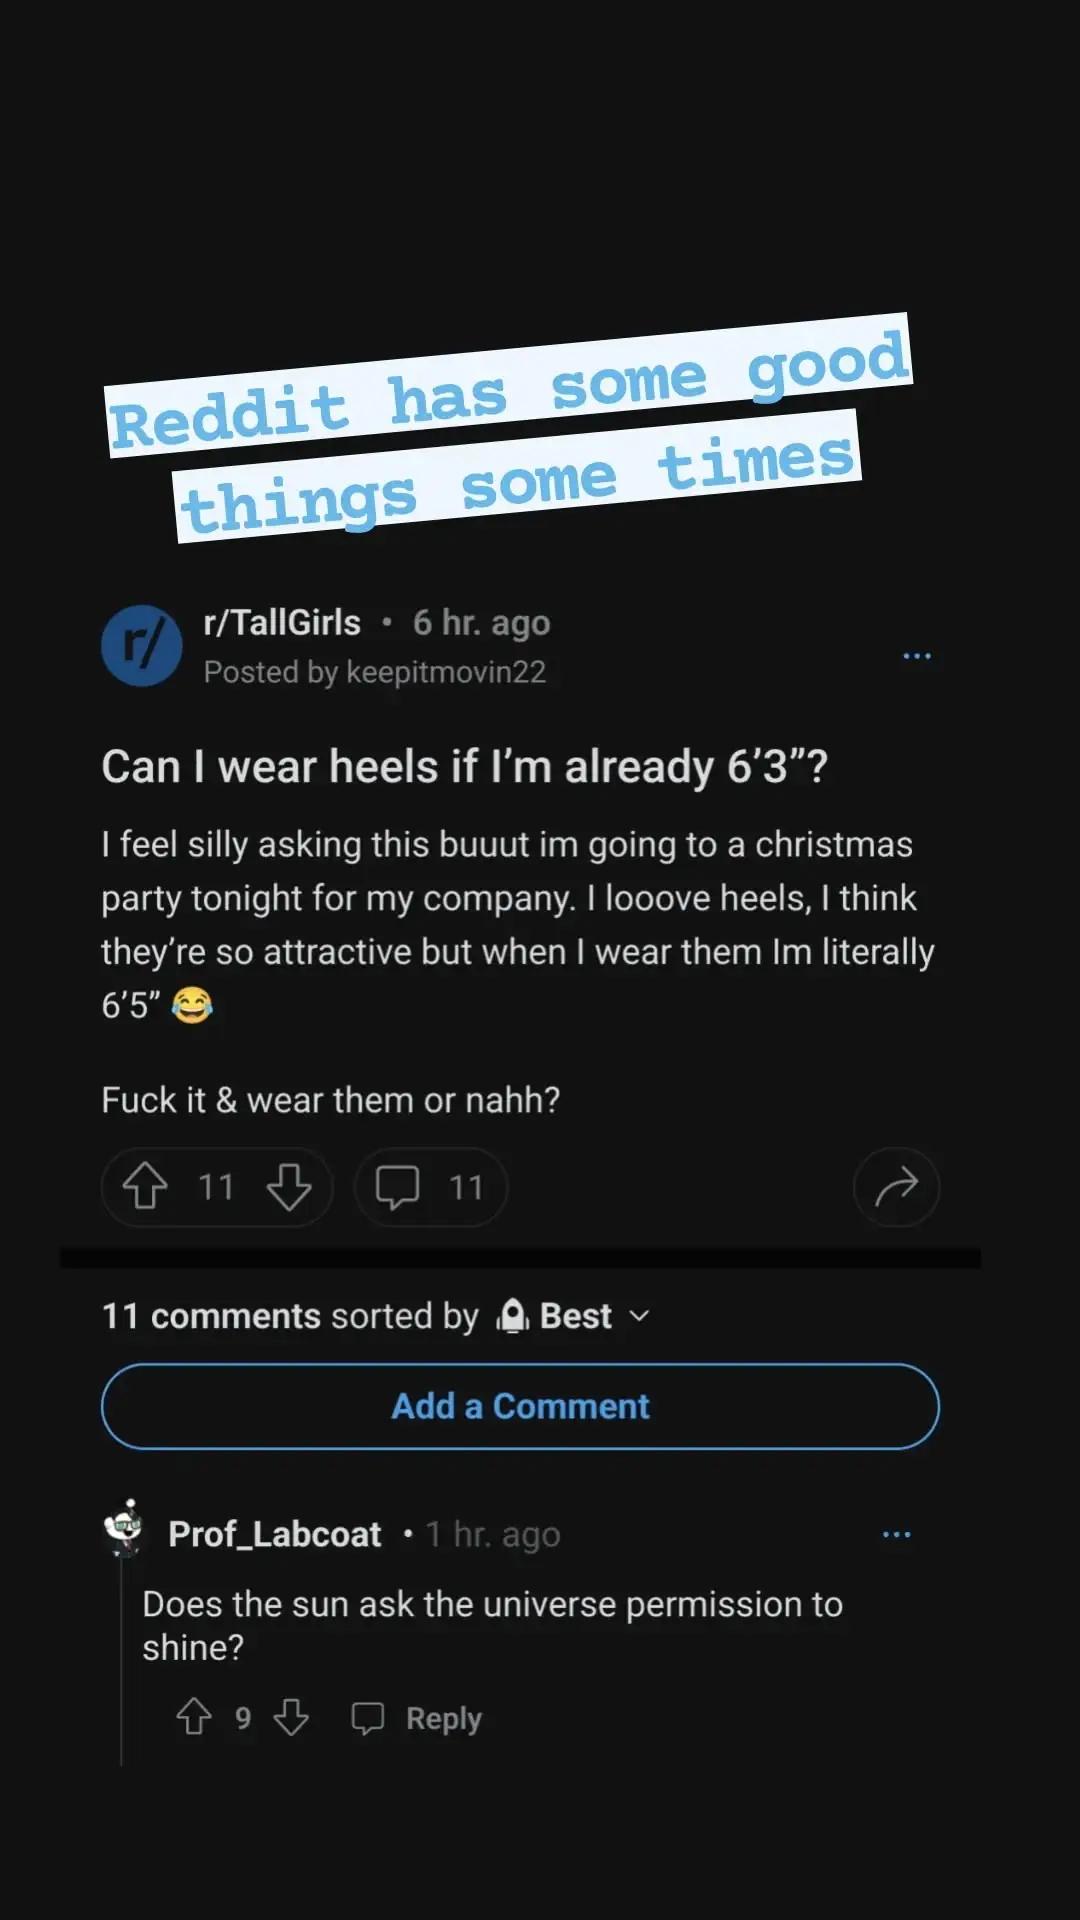 Reddit has some good
things some times
r/
r/TallGirls • 6 hr. ago
Posted by keepitmovin22
Can I wear heels if I’m already 6’3”?
I feel silly asking this buuut im going to a christmas
party tonight for my company. I looove heels, I think
they’re so attractive but when I wear them Im literally
6’5” 😂
Fuck it & wear them or nahh?
11 11
11 comments sorted by Best
Add a Comment
Prof_Labcoat • 1 hr. ago
Does the sun ask the universe permission to
shine?
9 Reply